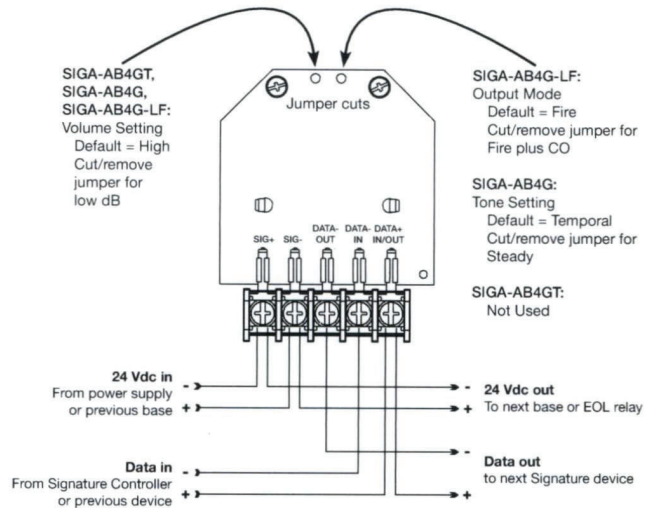 SIGA-AB4GT,
SIGA-AB4G,
SIGA-AB4G-LF:
Volume Setting
Default = High
Cut/remove
jumper for
low dB
Jumper cuts
SIGA-AB4G-LF:
Output Mode
Default = Fire
Cut/remove jumper for
Fire plus CO
SIGA-AB4G:
Tone Setting
Default = Temporal
Cut/remove jumper for
Steady
SIGA-AB4GT:
Not Used
SIG+ SIG- DATA- OUT DATA- IN DATA+ IN/OUT
24 Vdc in
From power supply
or previous base
-
+
-
+
24 Vdc out
To next base or EOL relay
Data in
From Signature Controller
or previous device
-
+
-
+
Data out
to next Signature device